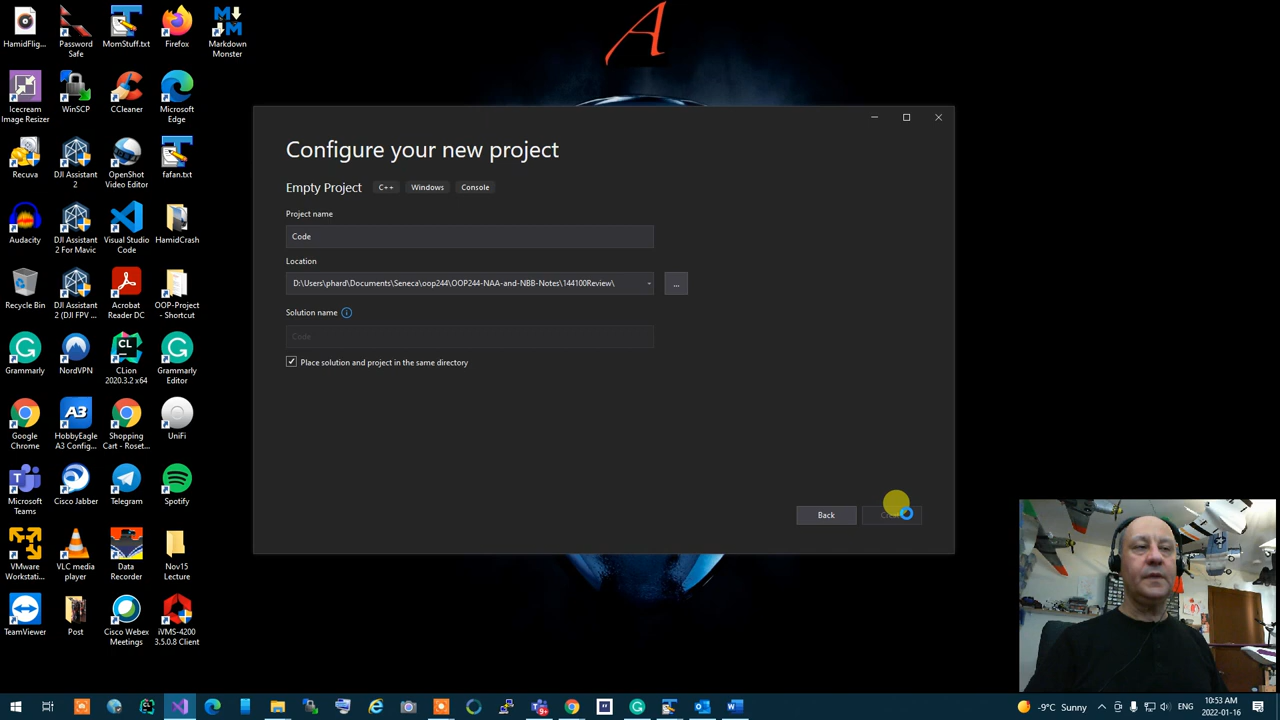 HamidFlig...
Password
Safe
MomStuff.txt
Firefox
Markdown
Monster
Icecream
Image Resizer
WinSCP
CCleaner
Microsoft
Edge
Recuva
DJI Assistant
2
OpenShot
Video Editor
fafan.txt
Audacity
DJI Assistant
2 For Mavic
Visual Studio
Code
HamidCrash
Recycle Bin
DJI Assistant
2 (DJI FPV ...
Acrobat
Reader DC
OOP-Project
- Shortcut
Grammarly
NordVPN
CLion
2020.3.2 x64
Grammarly
Editor
Google
Chrome
HobbyEagle
A3 Config...
Shopping
Cart - Roset...
UniFi
Microsoft
Teams
Cisco Jabber
Telegram
Spotify
VMware
Workstati...
VLC media
player
Data
Recorder
Nov15
Lecture
TeamViewer
Post
Cisco Webex
Meetings
iVMS-4200
3.5.0.8 Client
A
Configure your new project
Empty Project C++ Windows Console
Project name
Code
Location
D:\Users\phard\Documents\Seneca\oop244\OOP244-NAA-and-NBB-Notes\144100Review\
...
Solution name
Code
Place solution and project in the same directory
Back
-9°C Sunny
ENG
10:53 AM
2022-01-16